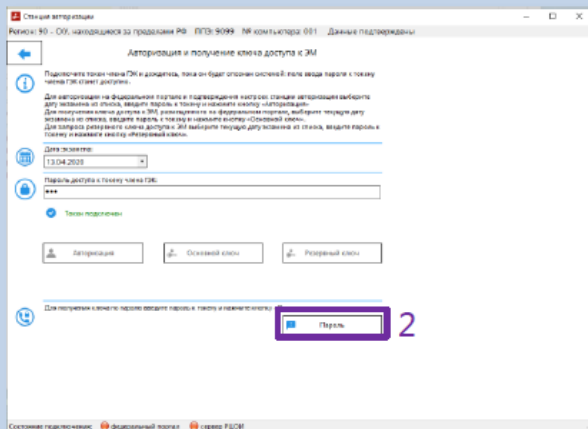 Станция авторизации
Регион: 90 - ОУ, находящиеся за пределами РФ ППЭ: 9099 № компьютера: 001 Данные подтверждены
Авторизация и получение ключа доступа к ЭМ
Подключите токен члена ГЭК и дождитесь, пока он будет опознан системой: поле ввода пароля к токену
члена ГЭК станет доступно.
Для авторизации на федеральном портале и подтверждения настроек станции авторизации выберите
дату экзамена из списка, введите пароль к токену и нажмите кнопку «Авторизация»
Для получения ключа доступа к ЭМ, размещенного на федеральном портале, выберите текущую дату
экзамена, введите пароль к токену и нажмите кнопку «Основной ключ».
Для запроса резервного ключа доступа к ЭМ выберите текущую дату экзамена из списка, введите пароль к
токену и нажмите кнопку «Резервный ключ».
Дата экзамена:
13.04.2020
Пароль доступа к токену члена ГЭК:
•••
Токен подключен
Авторизация Основной ключ Резервный ключ
Для получения ключа по паролю введите пароль к токену и нажмите кнопку
Пароль 2
Состояние подключения: федеральный портал сервер РЦОИ